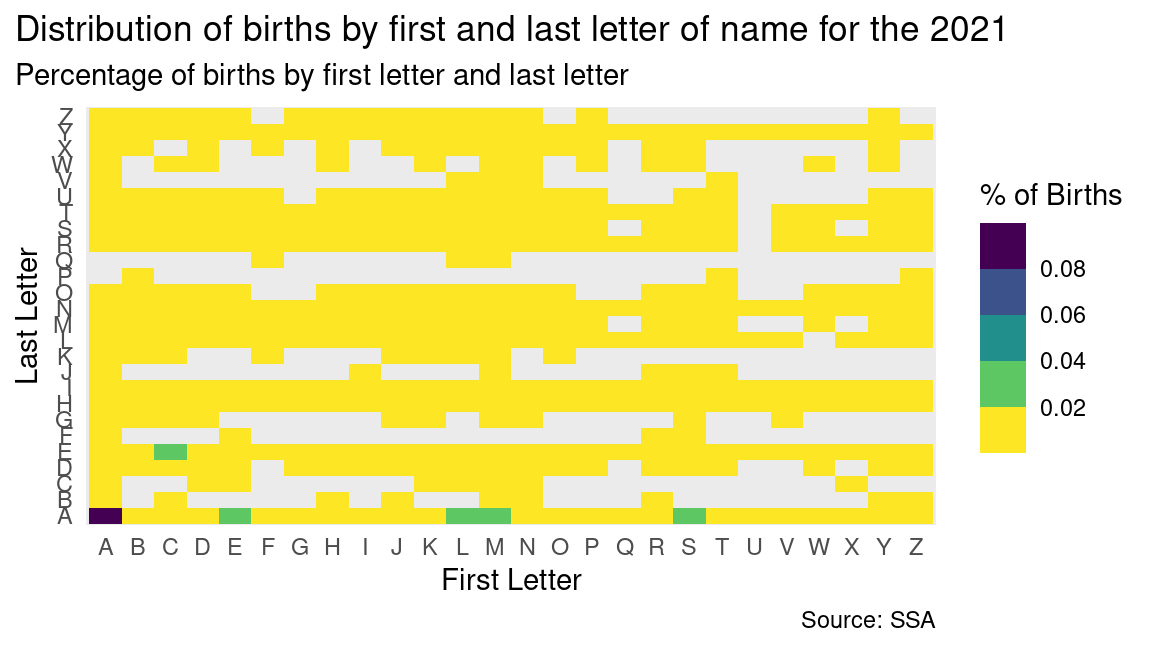 Distribution of births by first and last letter of name for the 2021
Percentage of births by first letter and last letter
Last Letter
Z
Y
X
W
V
U
T
S
R
Q
P
O
N
M
L
K
J
I
H
G
F
E
D
C
B
A
A B C D E F G H I J K L M N O P Q R S T U V W X Y Z
First Letter
% of Births
0.08
0.06
0.04
0.02
Source: SSA